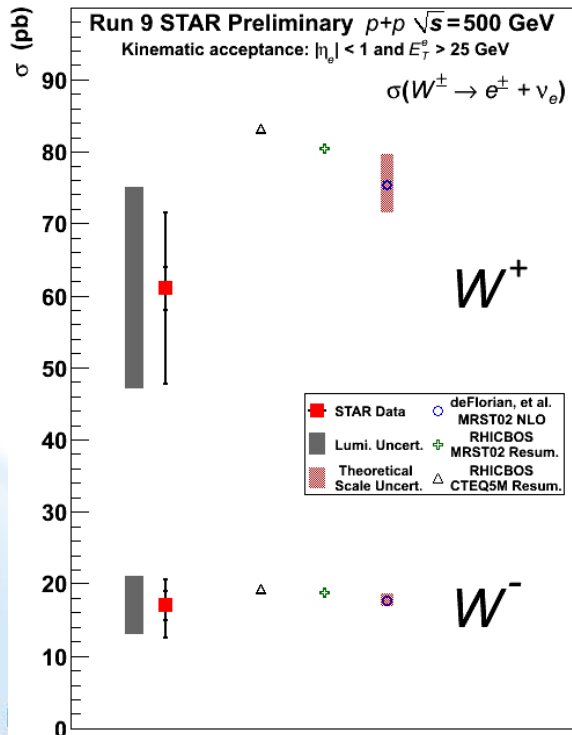 Run 9 STAR Preliminary p+p √s=500 GeV
Kinematic acceptance: |ηe| < 1 and E_T^e > 25 GeV
σ (pb)
σ(W± → e± + νe)
90
80
70
60
50
40
30
20
10
0
W+
STAR Data
Lumi. Uncert.
Theoretical
Scale Uncert.
deFlorian, et al.
MRST02 NLO
RHICBOS
MRST02 Resum.
RHICBOS
CTEQ5M Resum.
W-